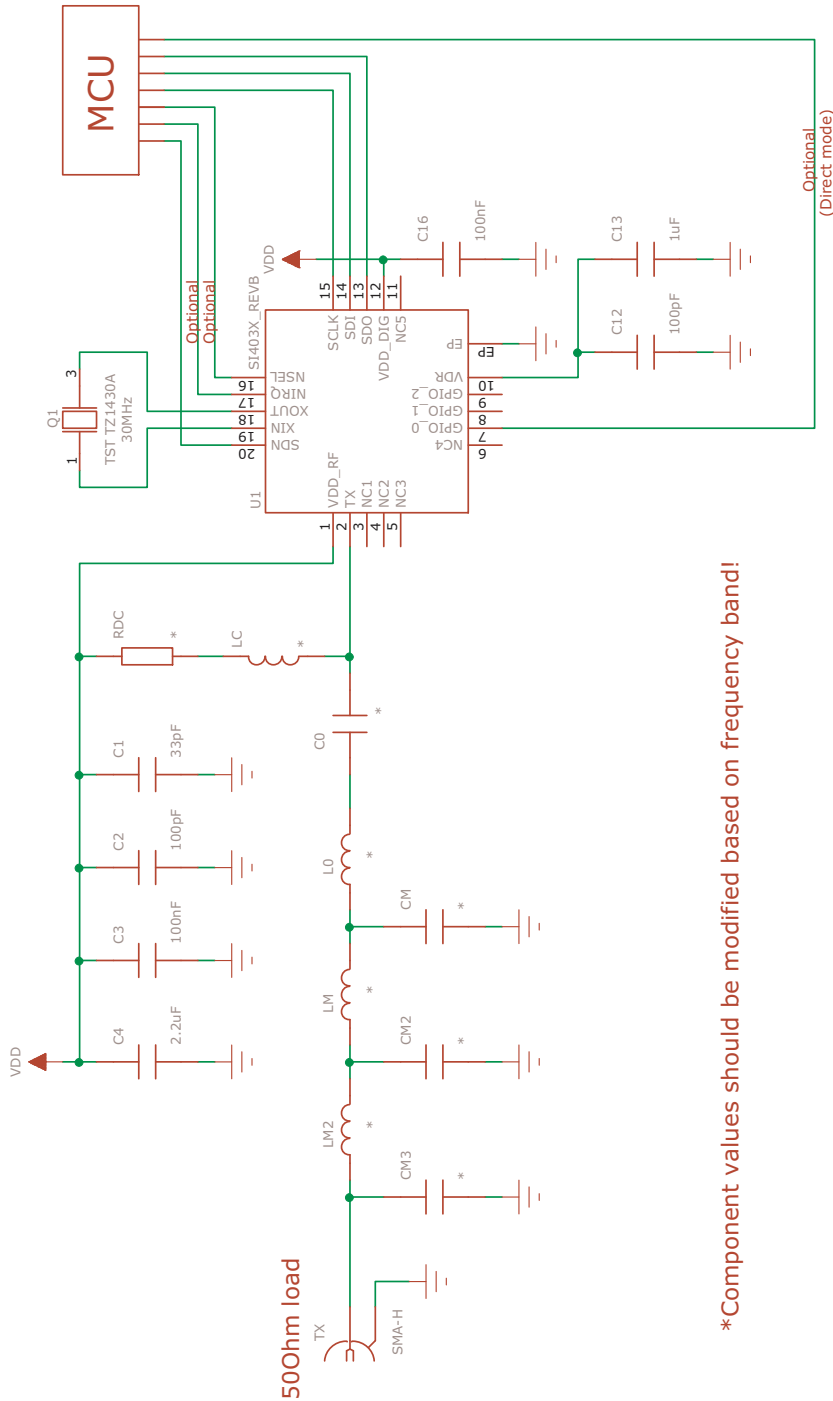 MCU
Q1
1
3
TST TZ1430A
30MHz
Optional
Optional
SI403X_REVB
U1
20
19
18
17
16
SDN
XIN
XOUT
NIRQ
NSEL
1
2
3
4
5
VDD_RF
TX
NC1
NC2
NC3
15
14
13
12
11
SCLK
SDI
SDO
VDD_DIG
NC5
6
7
8
9
10
EP
NC4
GPIO_0
GPIO_1
GPIO_2
VDR
EP
VDD
C16
100nF
C12
100pF
C13
1uF
Optional
(Direct mode)
VDD
C4
2.2uF
C3
100nF
C2
100pF
C1
33pF
RDC
*
LC
*
C0
*
L0
*
CM
*
LM
*
CM2
*
LM2
*
CM3
*
50Ohm load
TX
SMA-H
*Component values should be modified based on frequency band!